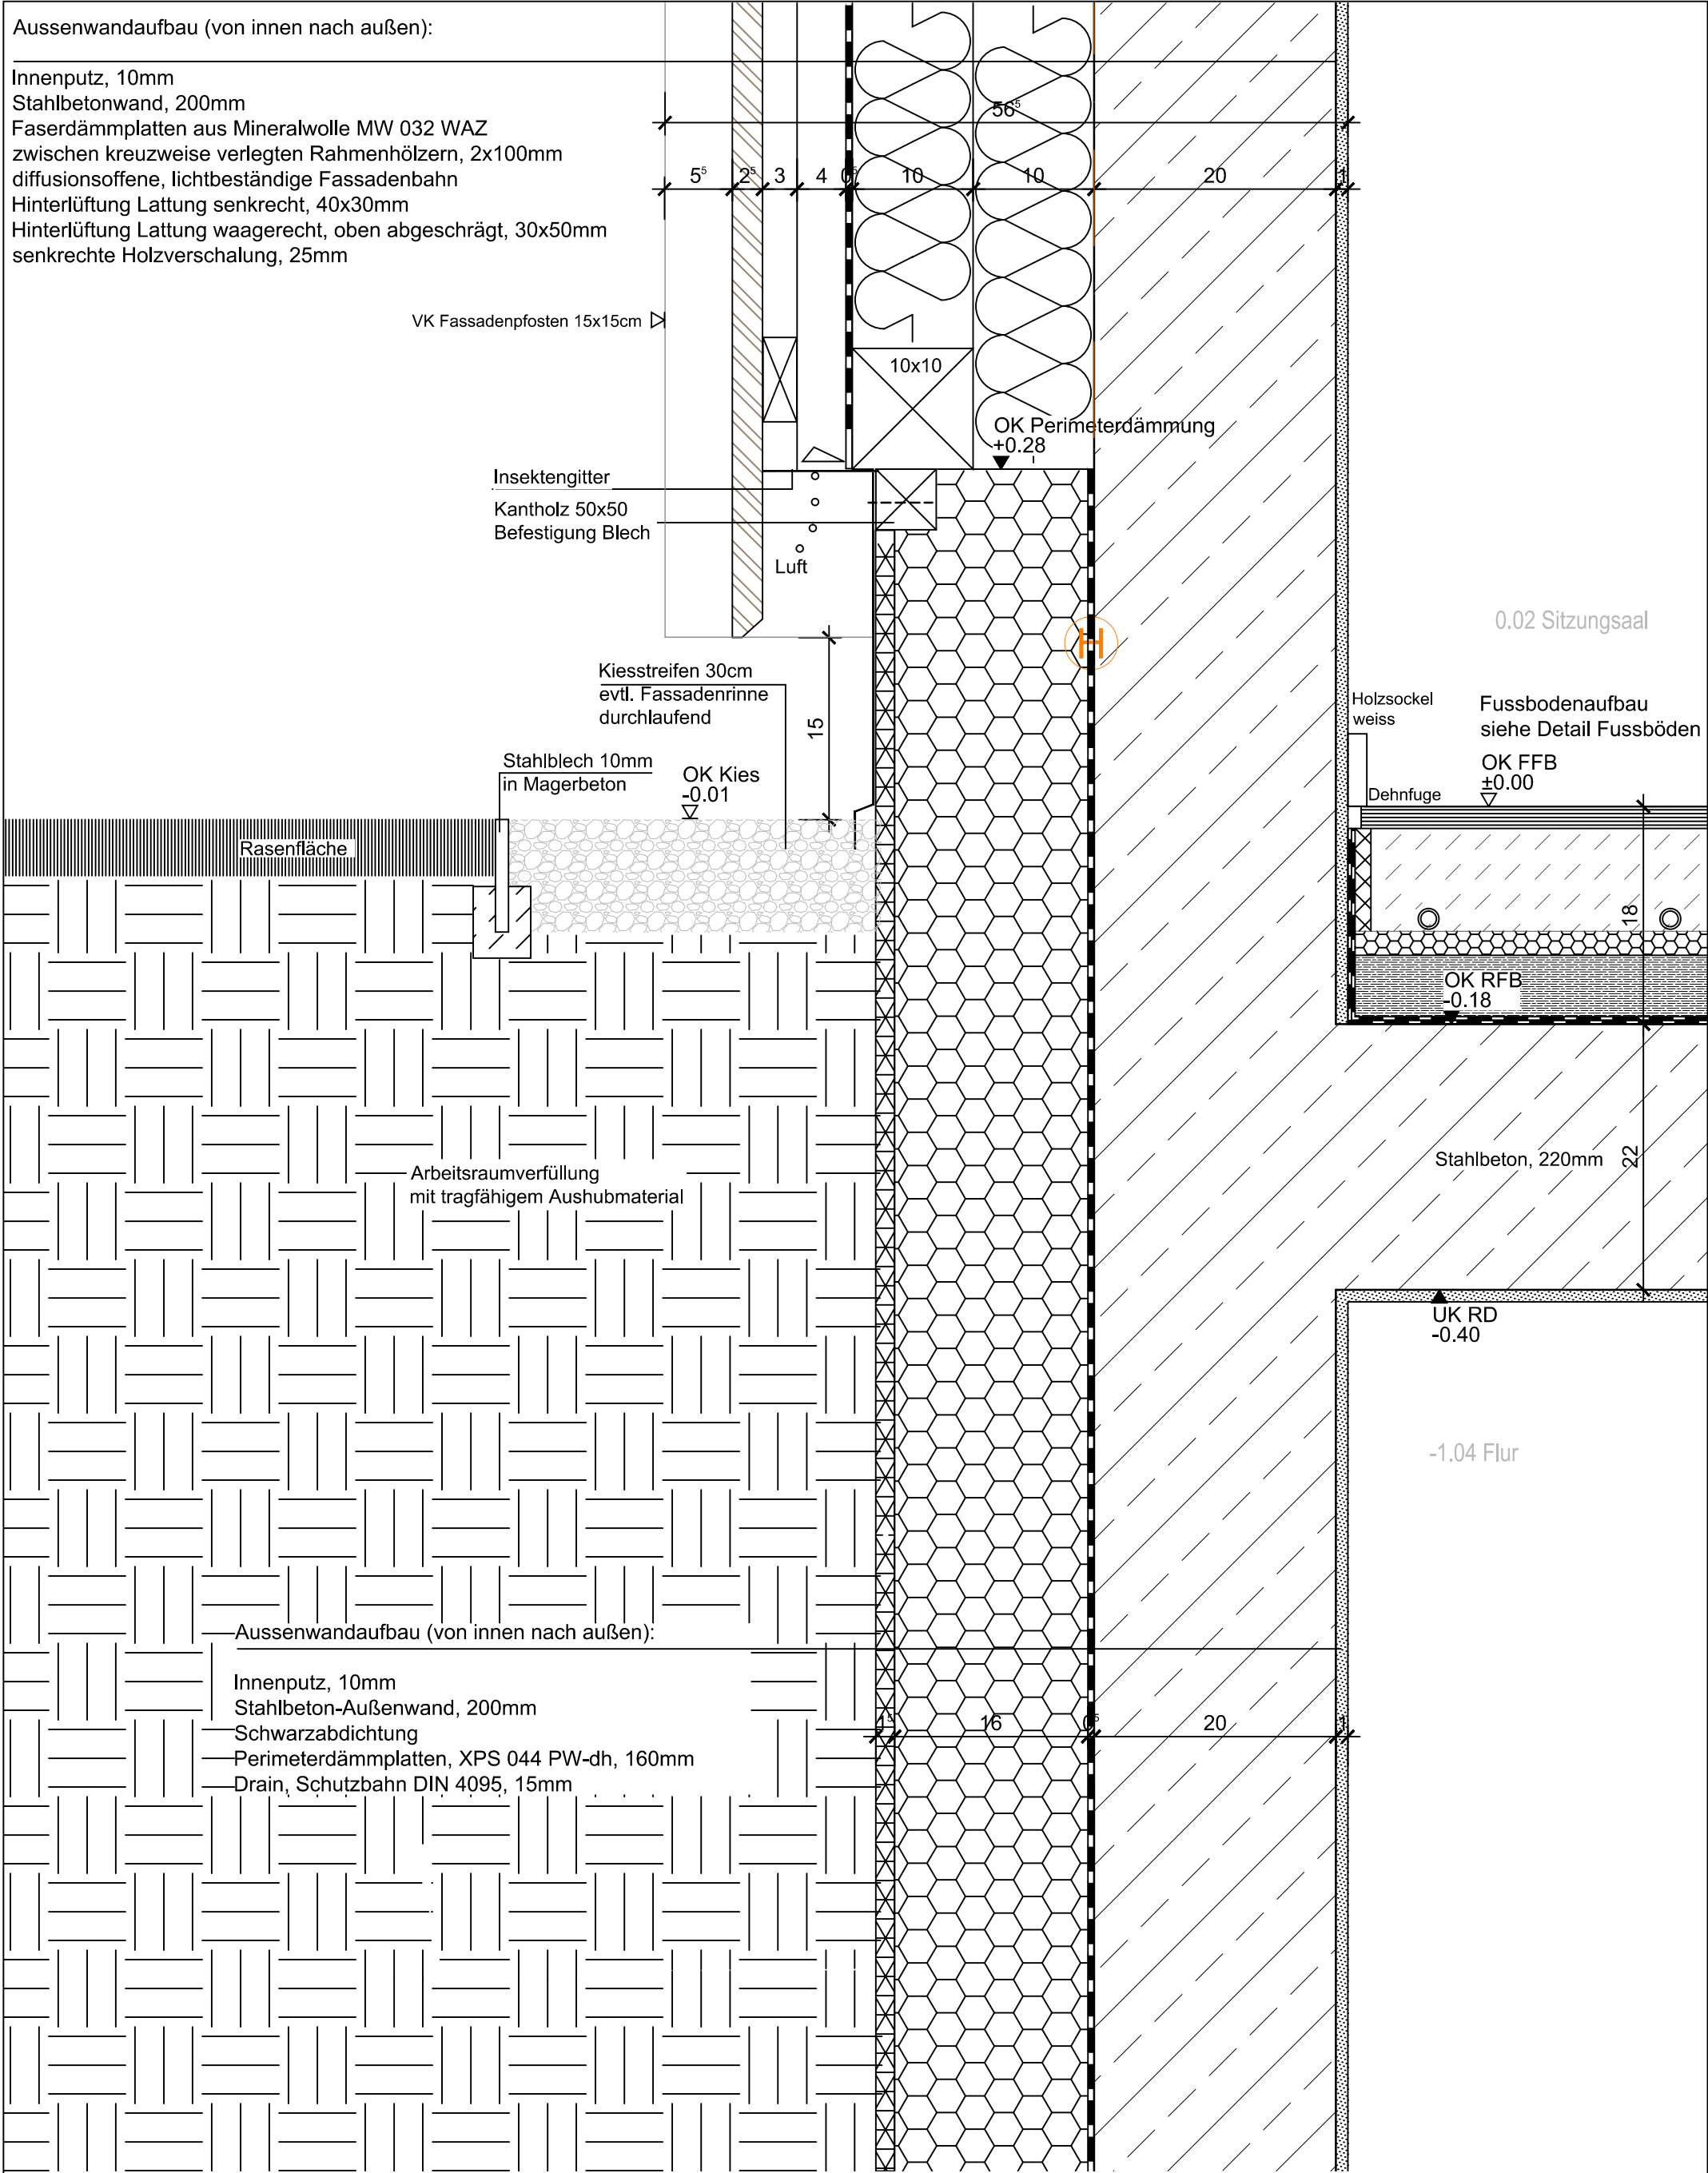 Aussenwandaufbau (von innen nach außen):
Innenputz, 10mm
Stahlbetonwand, 200mm
Faserdämmplatten aus Mineralwolle MW 032 WAZ
zwischen kreuzweise verlegten Rahmenhölzern, 2x100mm
diffusionsoffene, lichtbeständige Fassadenbahn
Hinterlüftung Lattung senkrecht, 40x30mm
Hinterlüftung Lattung waagerecht, oben abgeschrägt, 30x50mm
senkrechte Holzverschalung, 25mm
56⁵
5⁵ 2⁵ 3 4 0⁵ 10 10 20 1
VK Fassadenpfosten 15x15cm
10x10
OK Perimeterdämmung
+0.28
Insektengitter
Kantholz 50x50
Befestigung Blech
Luft
H
0.02 Sitzungsaal
Kiesstreifen 30cm
evtl. Fassadenrinne
durchlaufend
15
Holzsockel
weiss
Fussbodenaufbau
siehe Detail Fussböden
OK FFB
±0.00
Dehnfuge
Stahlblech 10mm
in Magerbeton
OK Kies
-0.01
Rasenfläche
18
OK RFB
-0.18
Stahlbeton, 220mm
22
Arbeitsraumverfüllung
mit tragfähigem Aushubmaterial
UK RD
-0.40
-1.04 Flur
Aussenwandaufbau (von innen nach außen):
Innenputz, 10mm
Stahlbeton-Außenwand, 200mm
Schwarzabdichtung
Perimeterdämmplatten, XPS 044 PW-dh, 160mm
Drain, Schutzbahn DIN 4095, 15mm
1⁵ 16 0⁵ 20 1